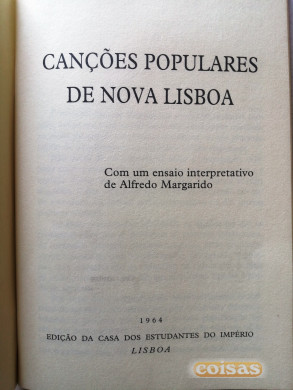 CANÇÕES POPULARES
DE NOVA LISBOA
Com um ensaio interpretativo
de Alfredo Margarido
1964
EDIÇÃO DA CASA DOS ESTUDANTES DO IMPÉRIO
LISBOA
coisas